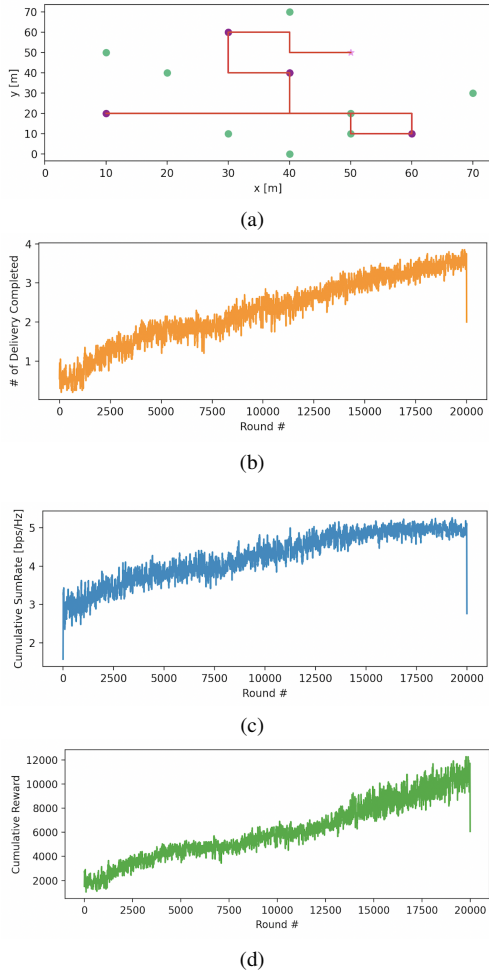 70
60
50
40
30
20
10
0
y [m]
0 10 20 30 40 50 60 70
x [m]
(a)
4
3
2
1
# of Delivery Completed
0 2500 5000 7500 10000 12500 15000 17500 20000
Round #
(b)
5
4
3
2
Cumulative SumRate [bps/Hz]
0 2500 5000 7500 10000 12500 15000 17500 20000
Round #
(c)
12000
10000
8000
6000
4000
2000
Cumulative Reward
0 2500 5000 7500 10000 12500 15000 17500 20000
Round #
(d)